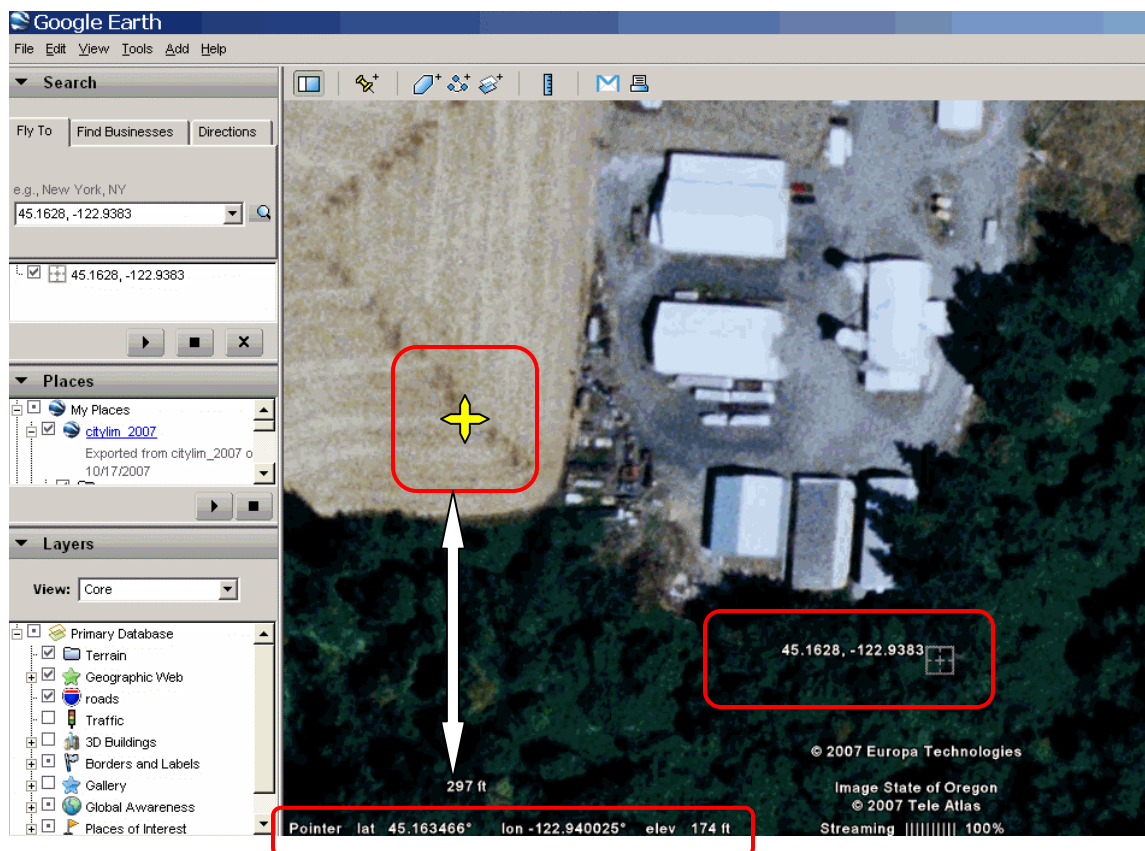 Google Earth
File Edit View Tools Add Help
Search
Fly To Find Businesses Directions
e.g., New York, NY
45.1628, -122.9383
45.1628, -122.9383
Places
My Places
citylim_2007
Exported from citylim_2007 o
10/17/2007
Layers
View: Core
Primary Database
Terrain
Geographic Web
roads
Traffic
3D Buildings
Borders and Labels
Gallery
Global Awareness
Places of Interest
45.1628, -122.9383
© 2007 Europa Technologies
297 ft
Image State of Oregon
© 2007 Tele Atlas
Pointer lat 45.163466° lon -122.940025° elev 174 ft
Streaming |||||||||| 100%